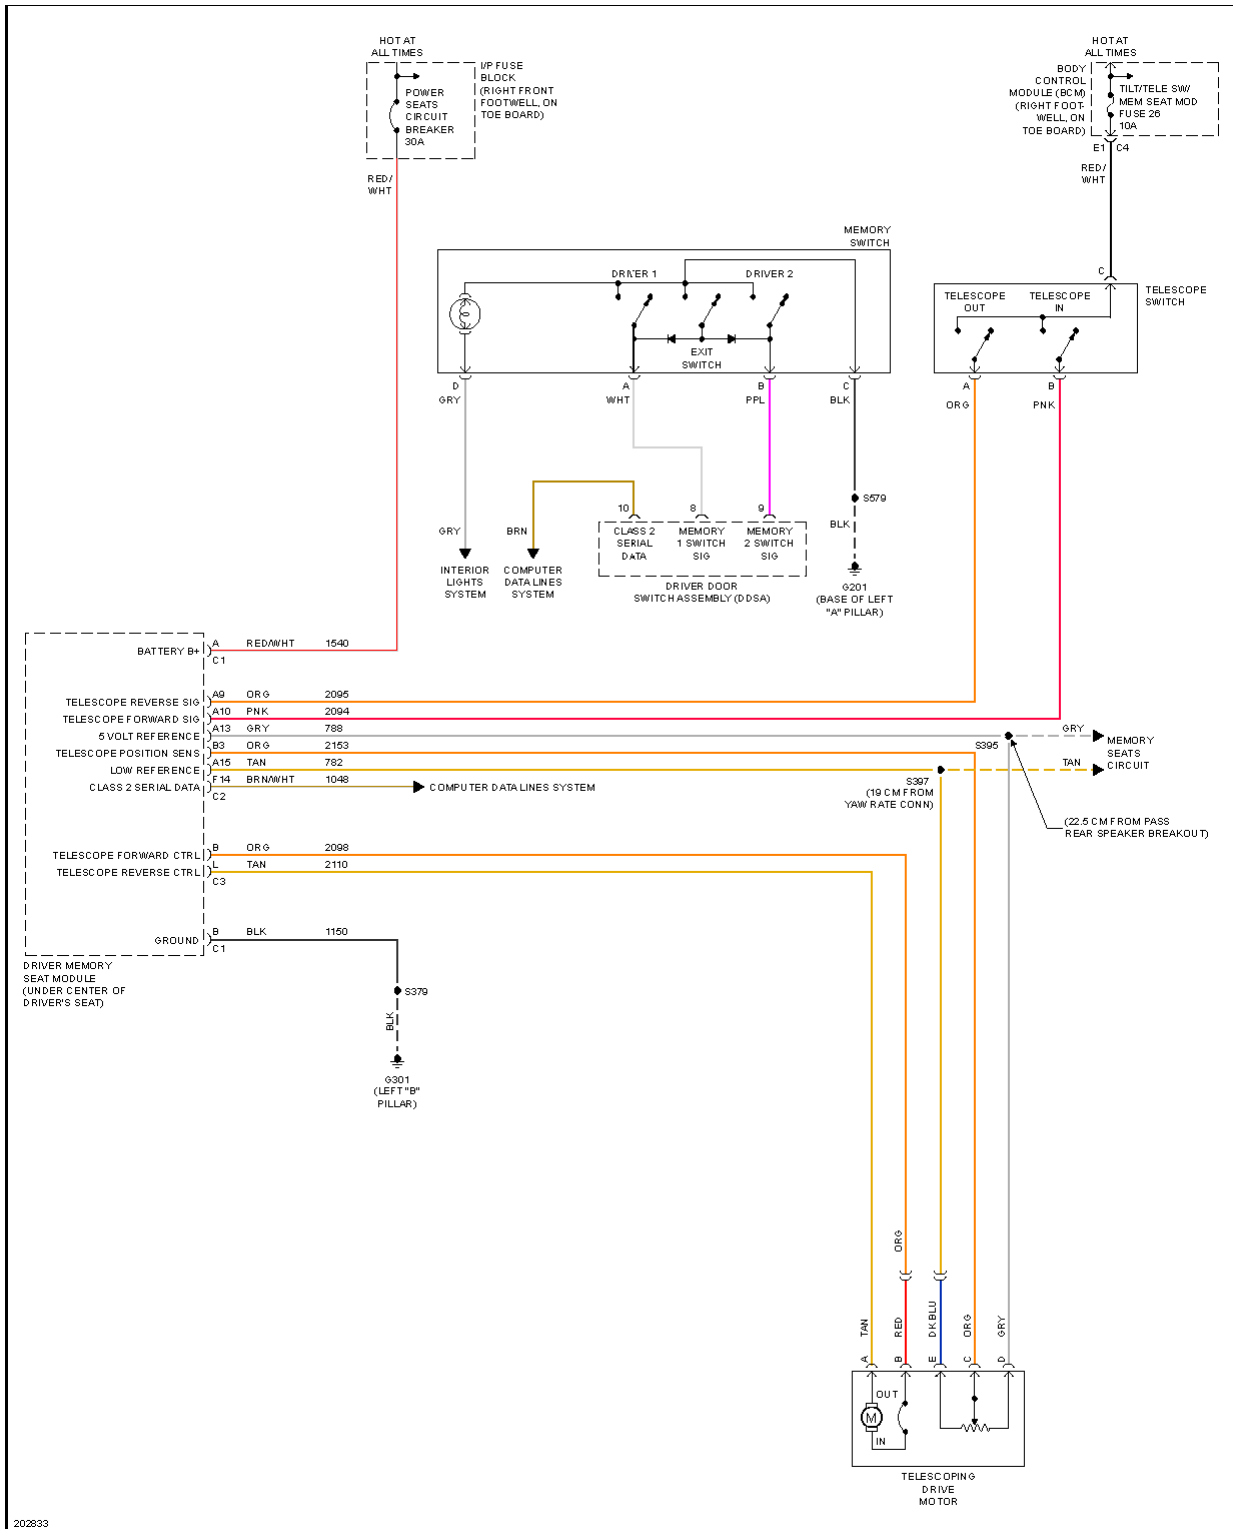 HOT AT
ALL TIMES
I/P FUSE
BLOCK
(RIGHT FRONT
FOOTWELL, ON
TOE BOARD)
POWER
SEATS
CIRCUIT
BREAKER
30A
RED/
WHT
HOT AT
ALL TIMES
BODY
CONTROL
MODULE (BCM)
(RIGHT FOOT-
WELL, ON
TOE BOARD)
TILT/TELE SW/
MEM SEAT MOD
FUSE 26
10A
E1 C4
RED/
WHT
C
MEMORY
SWITCH
DRIVER 1
DRIVER 2
EXIT
SWITCH
TELESCOPE
SWITCH
TELESCOPE
OUT
TELESCOPE
IN
D A B C
GRY WHT PPL BLK
A B
ORG PNK
S579
BLK
GRY
BRN
10 8 9
CLASS 2
SERIAL
DATA
MEMORY
1 SWITCH
SIG
MEMORY
2 SWITCH
SIG
INTERIOR
LIGHTS
SYSTEM
COMPUTER
DATA LINES
SYSTEM
DRIVER DOOR
SWITCH ASSEMBLY (DDSA)
G201
(BASE OF LEFT
"A" PILLAR)
BATTERY B+ A RED/WHT 1540
C1
TELESCOPE REVERSE SIG A9 ORG 2095
TELESCOPE FORWARD SIG A10 PNK 2094
5 VOLT REFERENCE A13 GRY 788
TELESCOPE POSITION SENS B3 ORG 2153
LOW REFERENCE A15 TAN 782
CLASS 2 SERIAL DATA F14 BRN/WHT 1048
C2
COMPUTER DATA LINES SYSTEM
S395
GRY
MEMORY
SEATS
CIRCUIT
TAN
S397
(19 CM FROM
YAW RATE CONN)
(22.5 CM FROM PASS
REAR SPEAKER BREAKOUT)
TELESCOPE FORWARD CTRL B ORG 2098
TELESCOPE REVERSE CTRL L TAN 2110
C3
GROUND B BLK 1150
C1
DRIVER MEMORY
SEAT MODULE
(UNDER CENTER OF
DRIVER'S SEAT)
S379
BLK
G301
(LEFT "B"
PILLAR)
ORG
TAN RED DK BLU ORG GRY
A B E C D
OUT
M
IN
TELESCOPING
DRIVE
MOTOR
202833